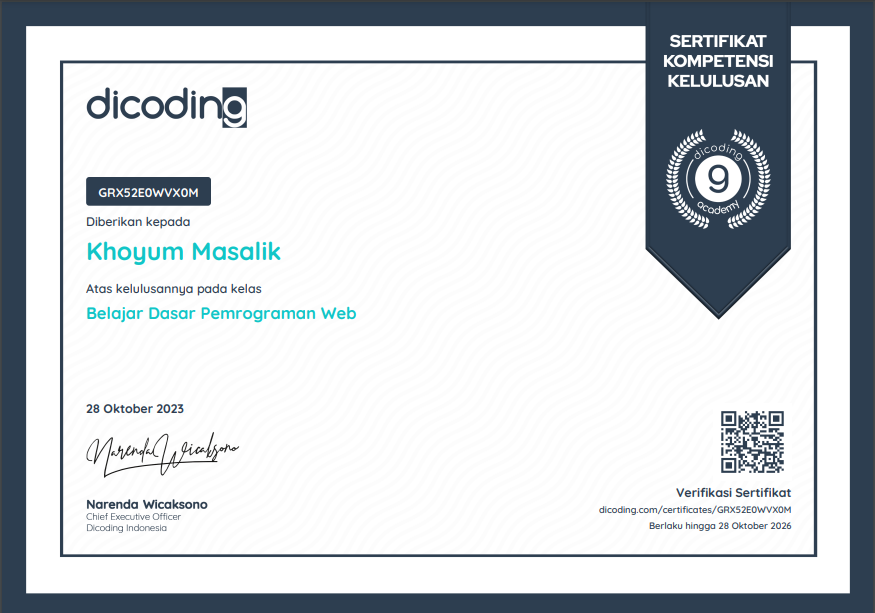 SERTIFIKAT
KOMPETENSI
KELULUSAN
dicoding
dicoding
9
academy
GRX52E0WVX0M
Diberikan kepada
Khoyum Masalik
Atas kelulusannya pada kelas
Belajar Dasar Pemrograman Web
28 Oktober 2023
Narenda Wicaksono
Narenda Wicaksono
Chief Executive Officer
Dicoding Indonesia
Verifikasi Sertifikat
dicoding.com/certificates/GRX52E0WVX0M
Berlaku hingga 28 Oktober 2026